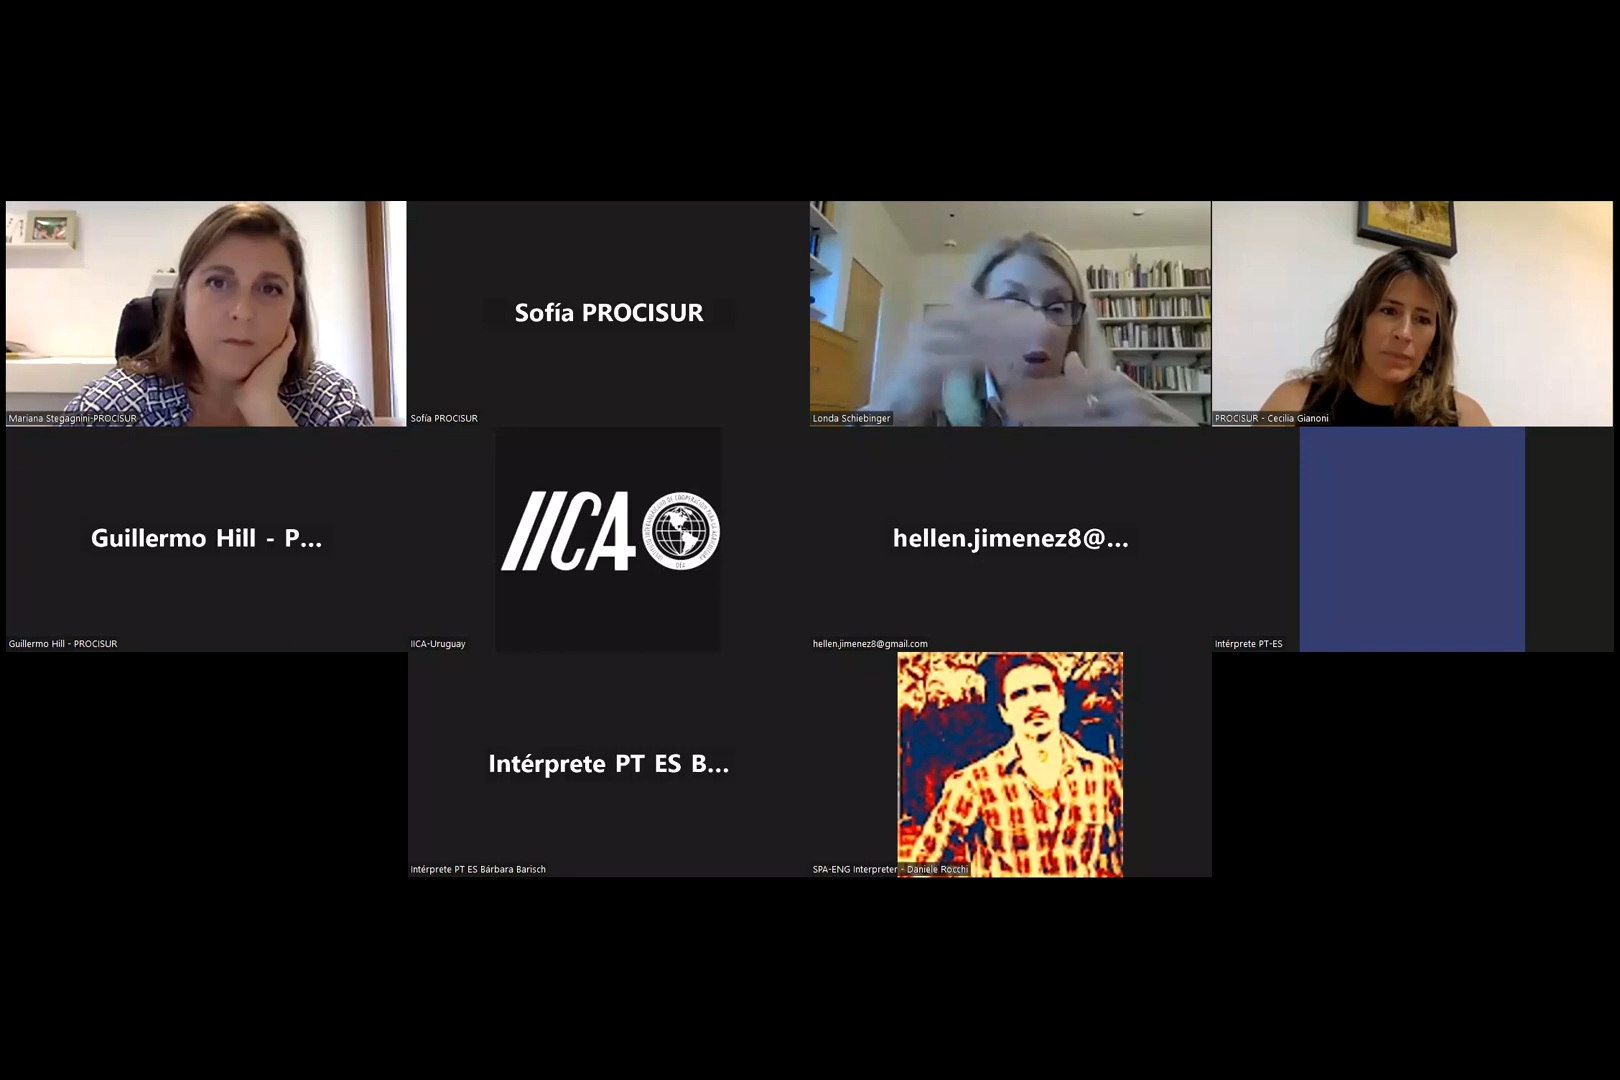 Mariana Stegagnini-PROCISUR
Sofía PROCISUR
Sofía PROCISUR
Londa Schiebinger
PROCISUR - Cecilia Gianoni
Guillermo Hill - P...
Guillermo Hill - PROCISUR
IICA
IICA-Uruguay
hellen.jimenez8@...
hellen.jimenez8@gmail.com
Intérprete PT-ES
Intérprete PT ES B...
Intérprete PT ES Bárbara Barisch
SPA-ENG Interpreter - Daniele Rocchi